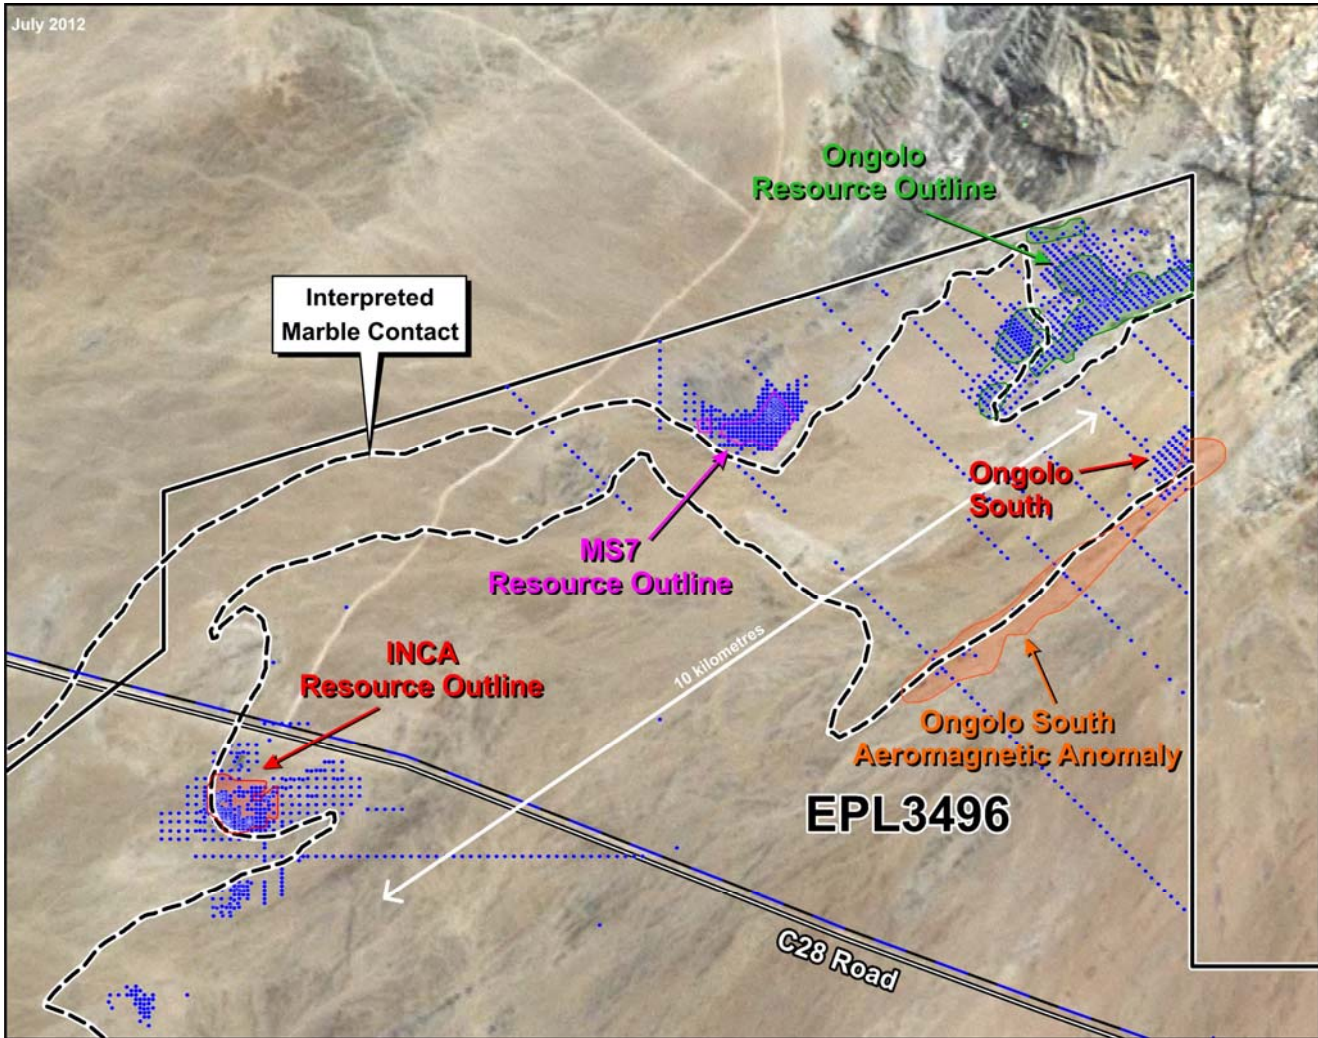 July 2012
Ongolo
Resource Outline
Interpreted
Marble Contact
Ongolo
South
MS7
Resource Outline
10 kilometres
INCA
Resource Outline
Ongolo South
Aeromagnetic Anomaly
EPL3496
C28 Road